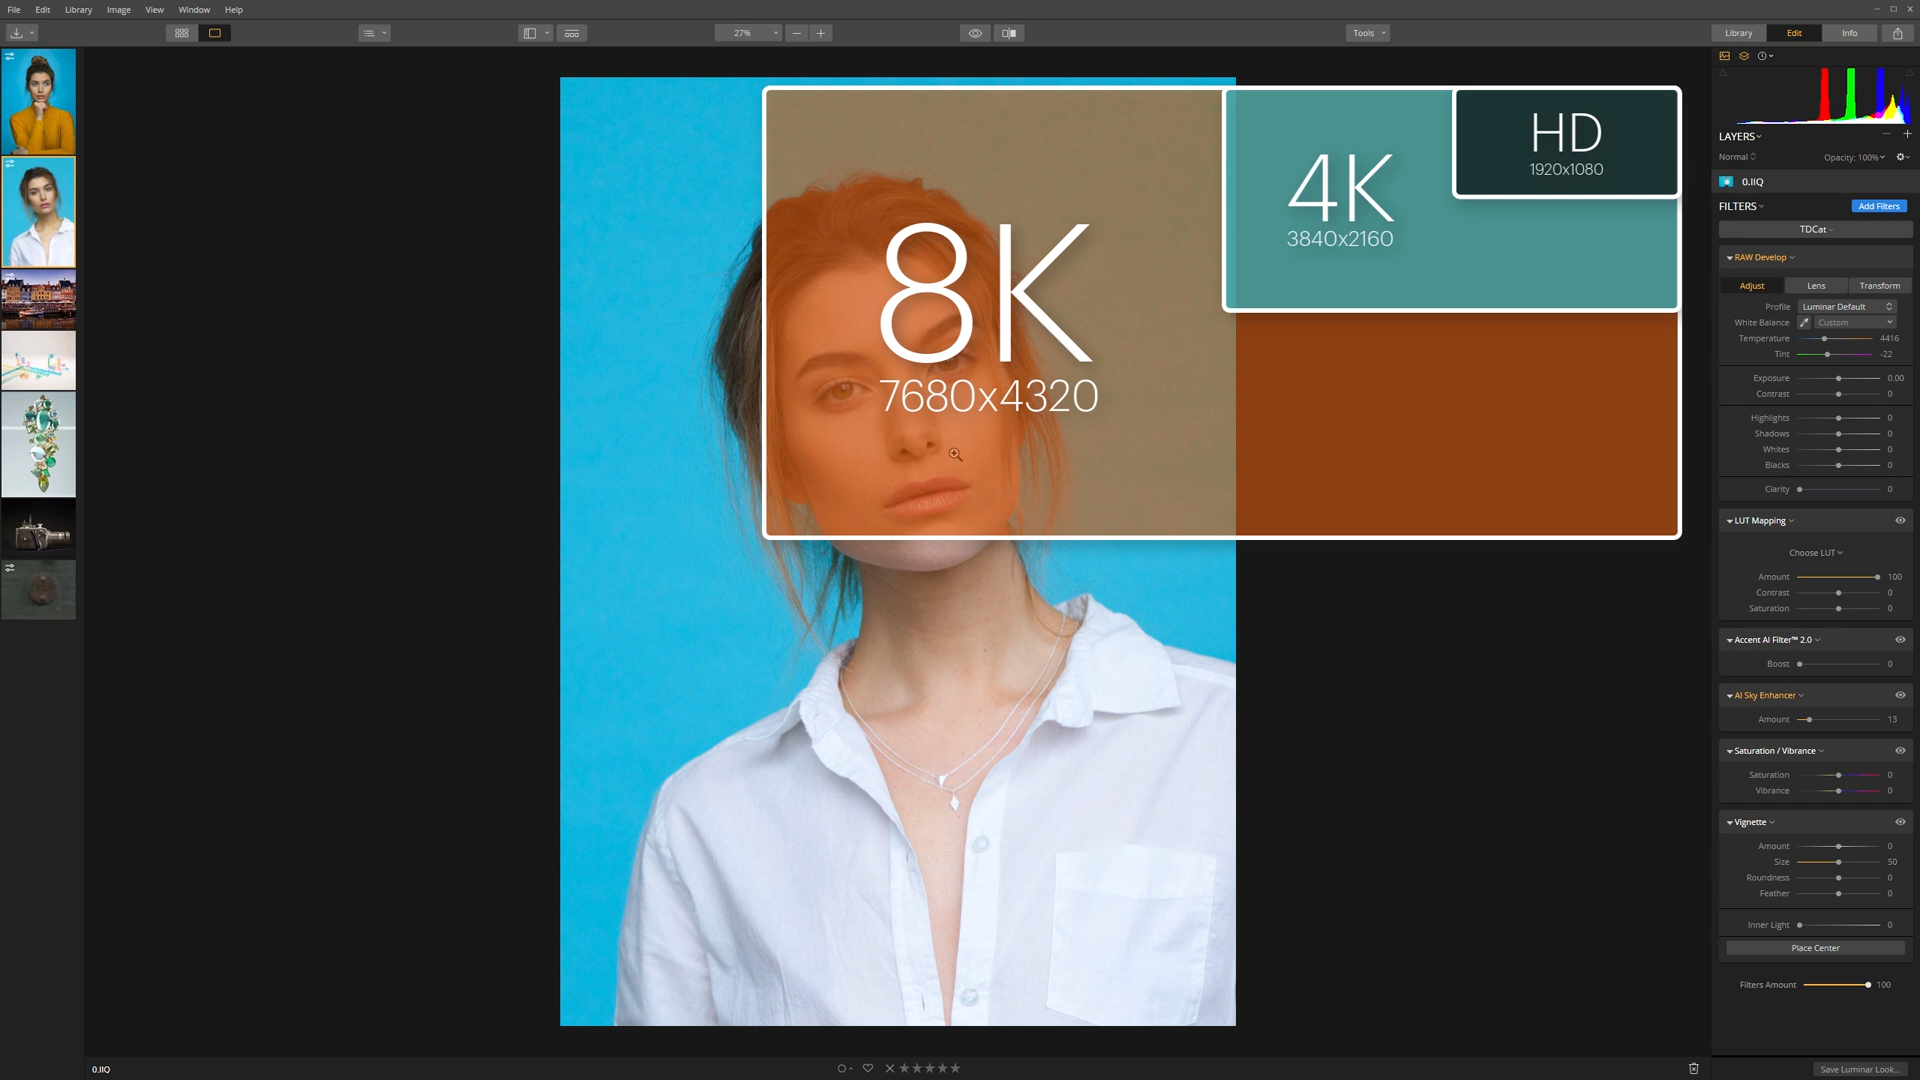 File Edit Library Image View Window Help
27%
Tools
Library Edit Info
8K
7680x4320
4K
3840x2160
HD
1920x1080
LAYERS
Normal Opacity: 100%
0.IIQ
FILTERS Add Filters
TDCat
RAW Develop
Adjust Lens Transform
Profile Luminar Default
White Balance Custom
Temperature 4416
Tint -22
Exposure 0.00
Contrast 0
Highlights 0
Shadows 0
Whites 0
Blacks 0
Clarity 0
LUT Mapping
Choose LUT
Amount 100
Contrast 0
Saturation 0
Accent AI Filter™ 2.0
Boost 0
AI Sky Enhancer
Amount 13
Saturation / Vibrance
Saturation 0
Vibrance 0
Vignette
Amount 0
Size 50
Roundness 0
Feather 0
Inner Light 0
Place Center
Filters Amount 100
0.IIQ
Save Luminar Look...